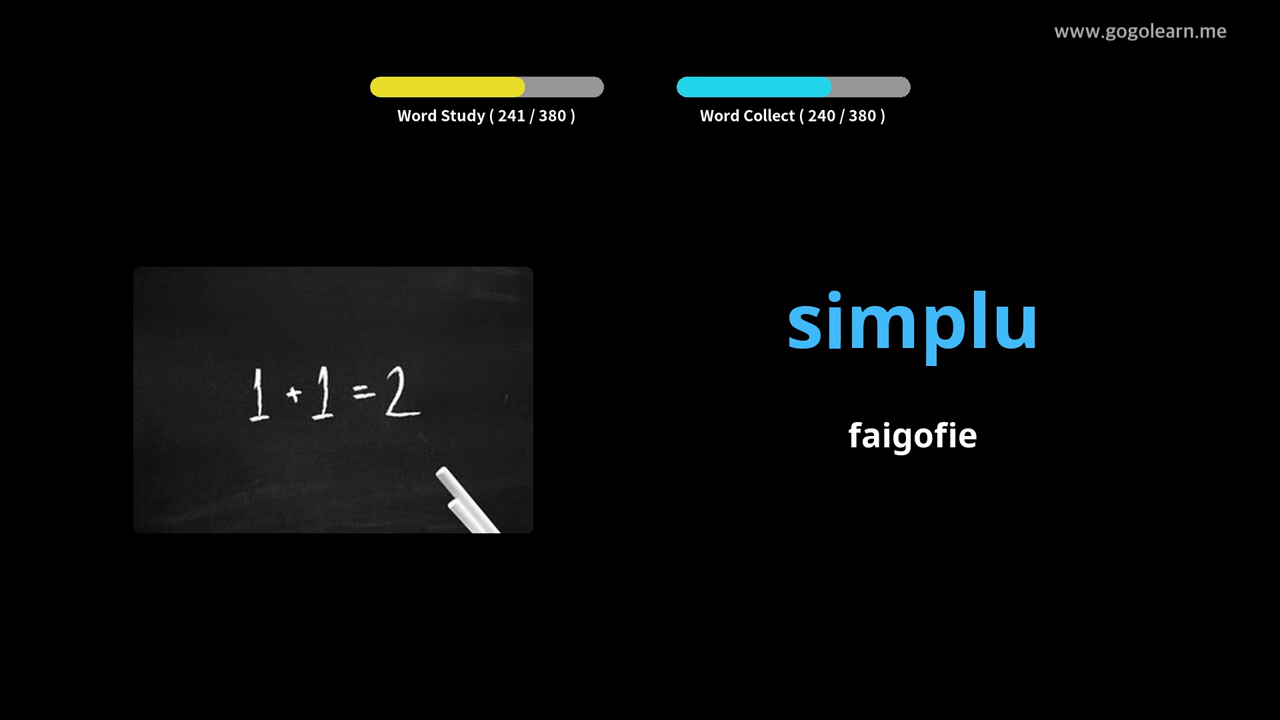 www.gogolearn.me
Word Study ( 241 / 380 )
Word Collect ( 240 / 380 )
1 + 1 = 2
simplu
faigofie